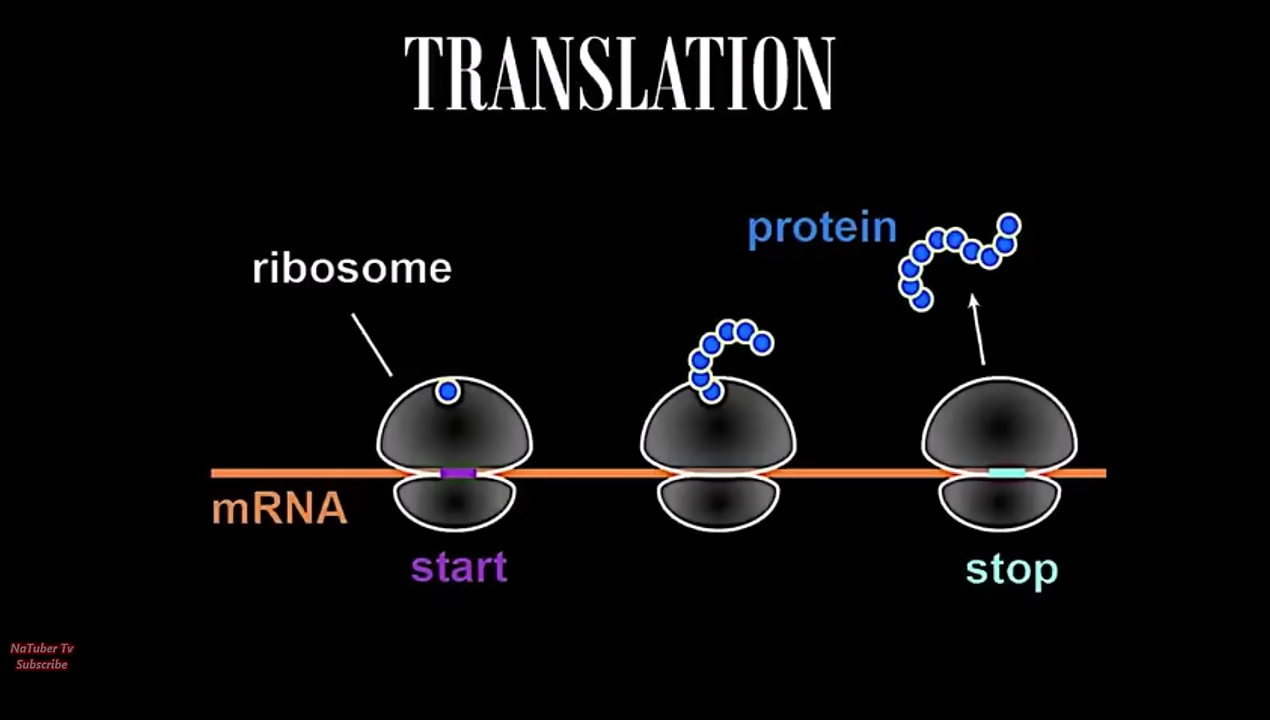 TRANSLATION
protein
ribosome
mRNA
start
stop
NaTuber Tv
Subscribe